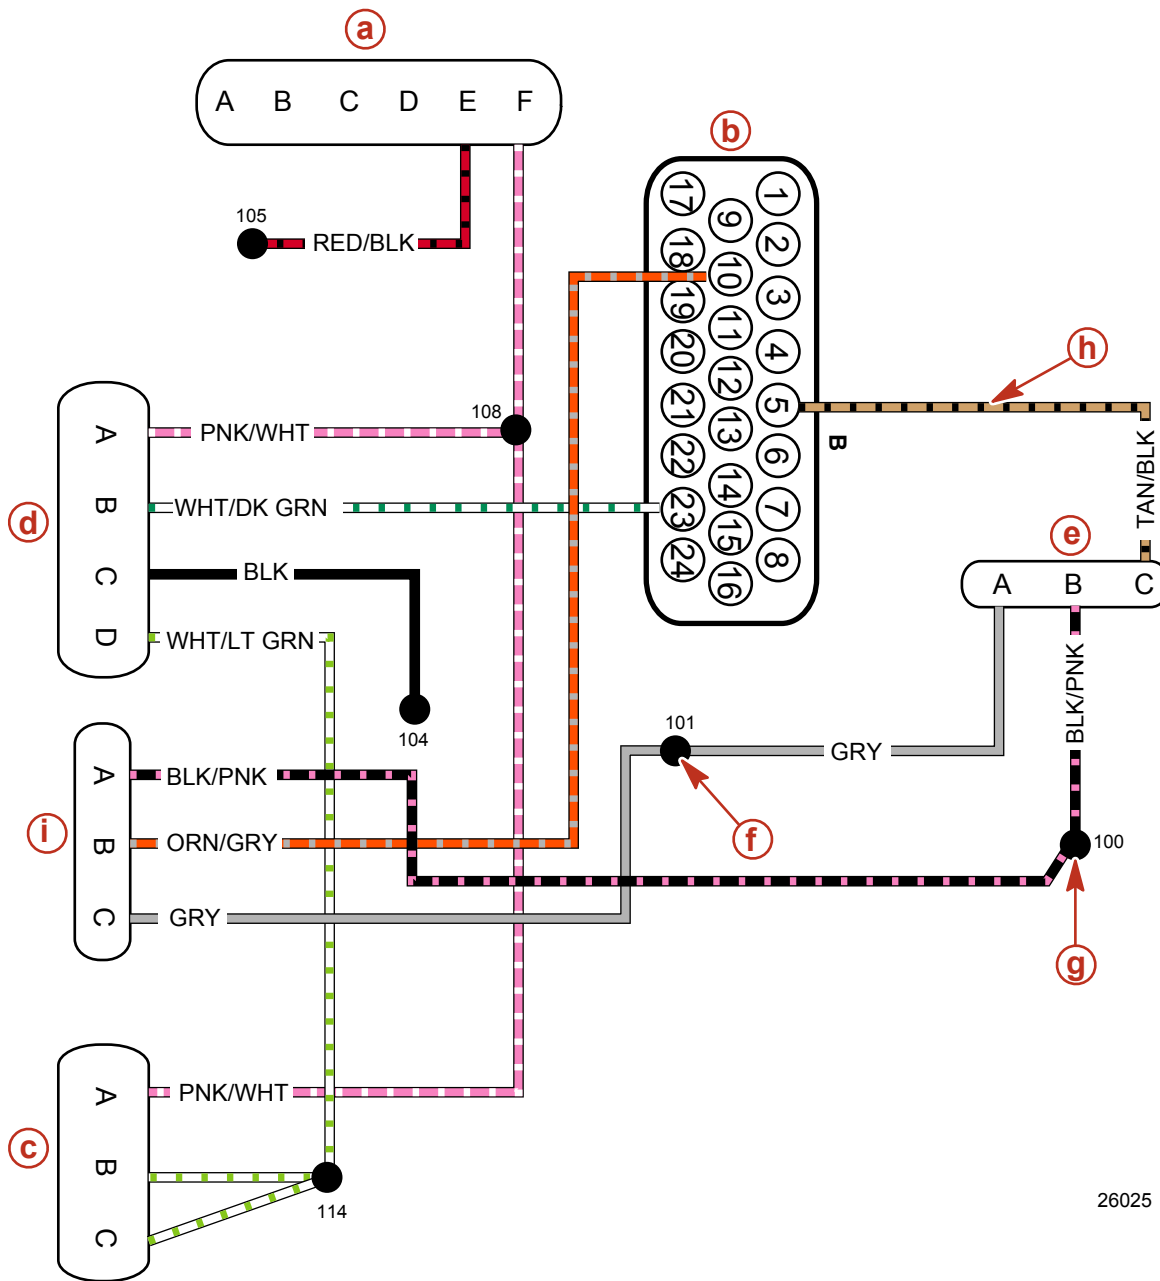 a
A B C D E F
b
105
RED/BLK
17 1
9
18 2
10
19 3
11
20 4
12
21 5
13
22 6
14
23 7
15
24 8
16
B
h
TAN/BLK
108
d
A PNK/WHT
B WHT/DK GRN
C BLK
D WHT/LT GRN
104
e
A B C
BLK/PNK
101
GRY
f
100
g
i
A BLK/PNK
B ORN/GRY
C GRY
c
A PNK/WHT
B
C
114
26025